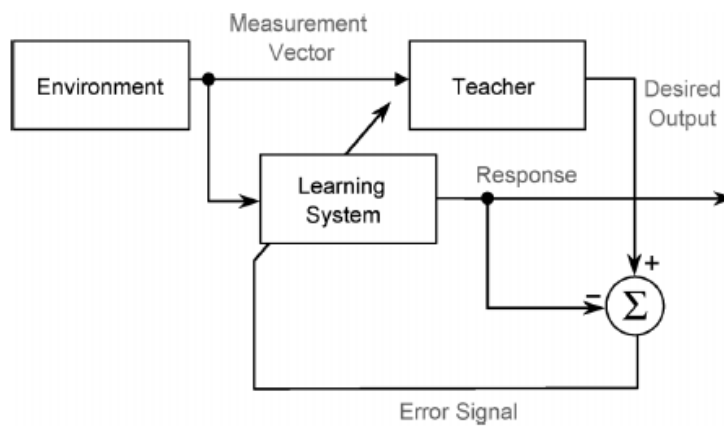 Measurement
Vector
Environment
Teacher
Desired
Output
Learning
System
Response
+
−
Σ
Error Signal